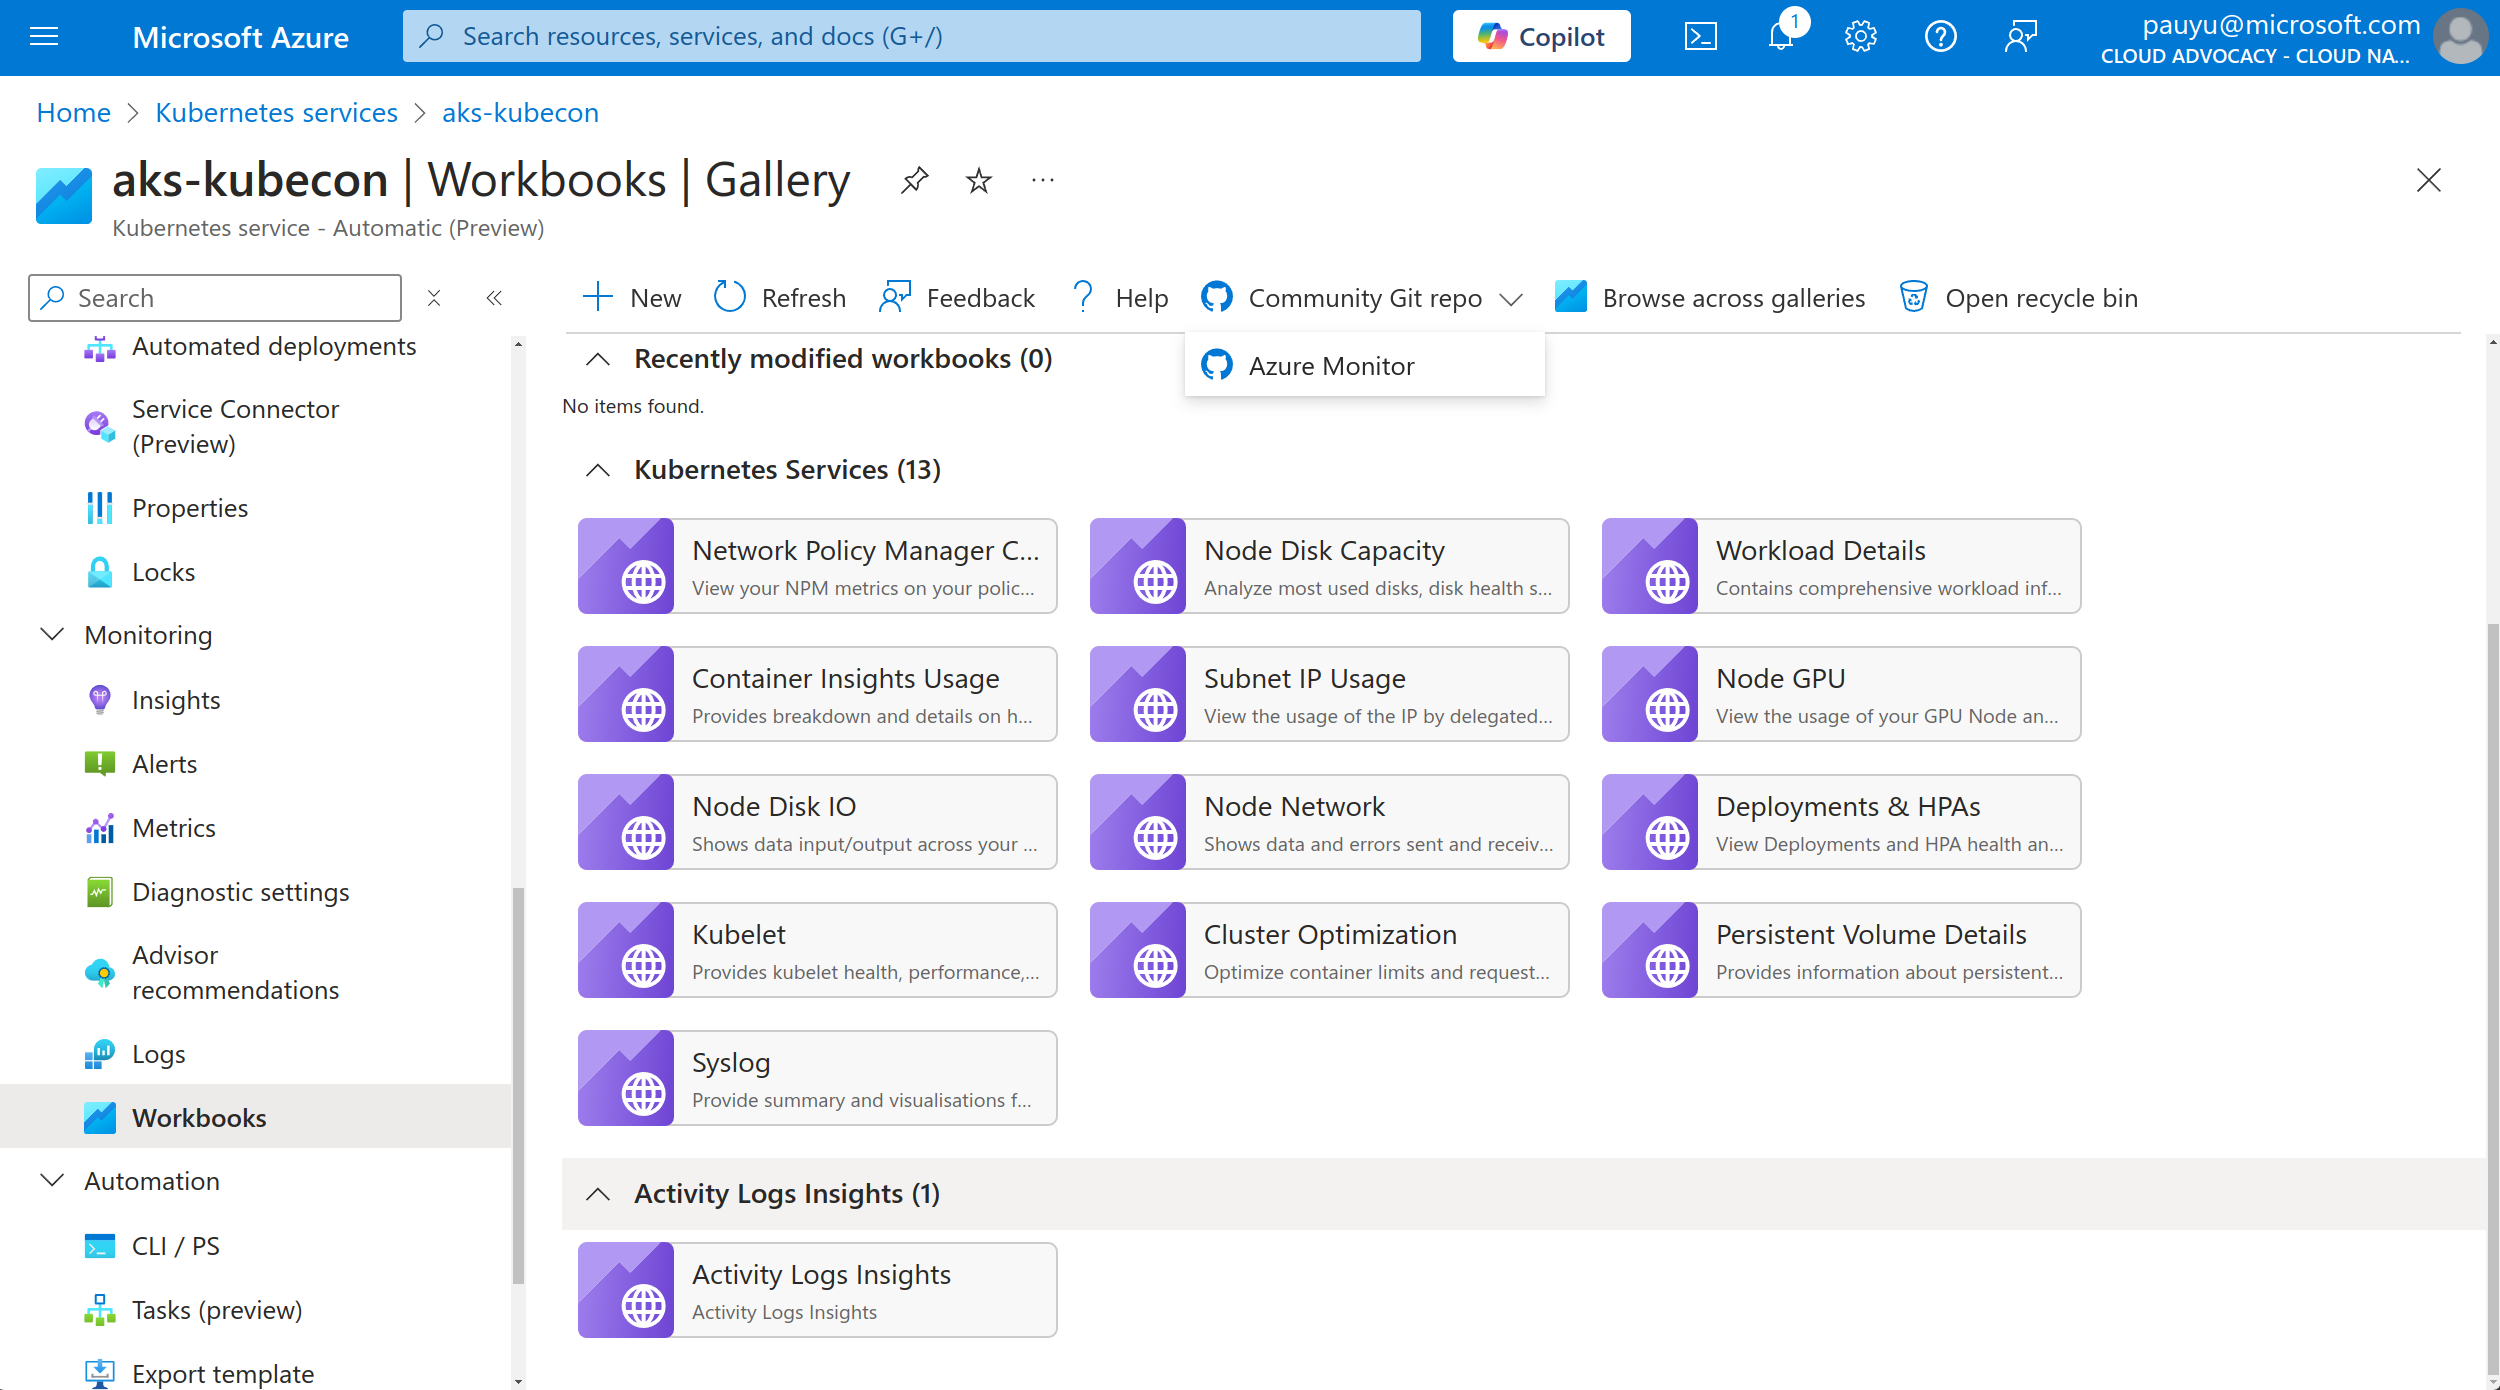 Microsoft Azure
Search resources, services, and docs (G+/)
Copilot
1
pauyu@microsoft.com
CLOUD ADVOCACY - CLOUD NA...
Home > Kubernetes services > aks-kubecon
aks-kubecon | Workbooks | Gallery
Kubernetes service - Automatic (Preview)
Search
New
Refresh
Feedback
Help
Community Git repo
Browse across galleries
Open recycle bin
Azure Monitor
Automated deployments
Service Connector
(Preview)
Properties
Locks
Monitoring
Insights
Alerts
Metrics
Diagnostic settings
Advisor
recommendations
Logs
Workbooks
Automation
CLI / PS
Tasks (preview)
Export template
Recently modified workbooks (0)
No items found.
Kubernetes Services (13)
Network Policy Manager C...
View your NPM metrics on your polic...
Node Disk Capacity
Analyze most used disks, disk health s...
Workload Details
Contains comprehensive workload inf...
Container Insights Usage
Provides breakdown and details on h...
Subnet IP Usage
View the usage of the IP by delegated...
Node GPU
View the usage of your GPU Node an...
Node Disk IO
Shows data input/output across your ...
Node Network
Shows data and errors sent and receiv...
Deployments & HPAs
View Deployments and HPA health an...
Kubelet
Provides kubelet health, performance,...
Cluster Optimization
Optimize container limits and request...
Persistent Volume Details
Provides information about persistent...
Syslog
Provide summary and visualisations f...
Activity Logs Insights (1)
Activity Logs Insights
Activity Logs Insights